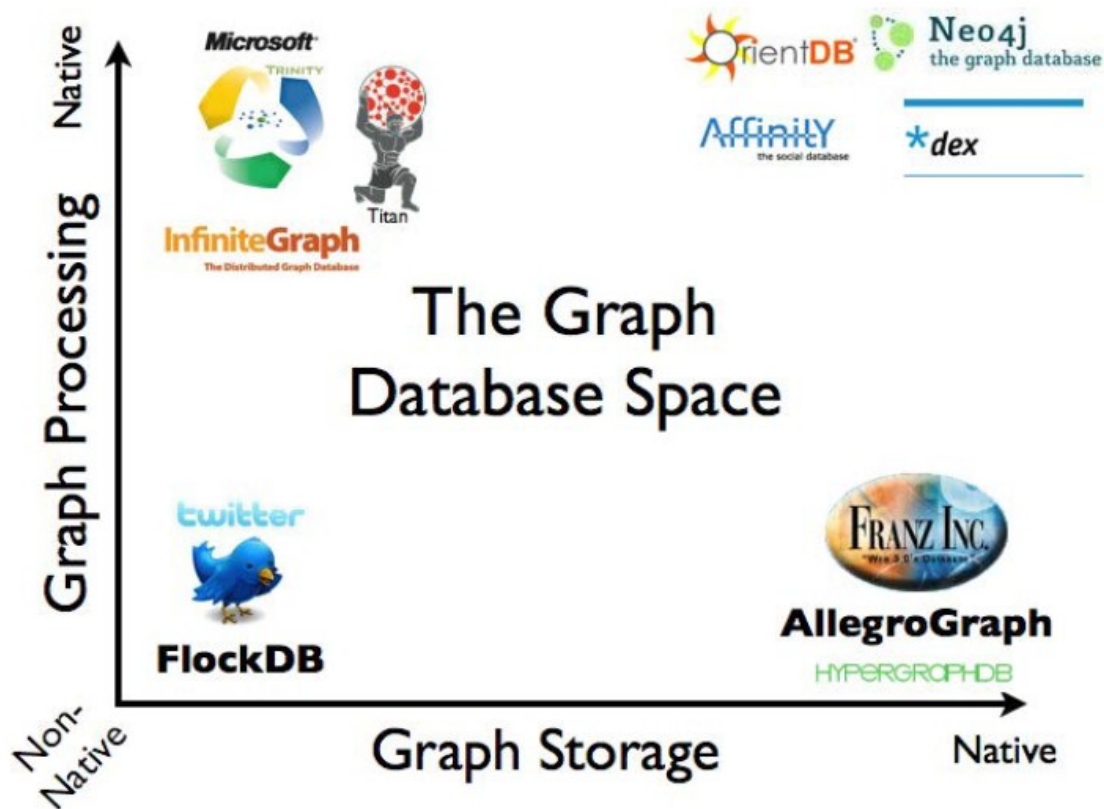 Native
Microsoft
TRINITY
Titan
InfiniteGraph
The Distributed Graph Database
OrientDB
Neo4j
the graph database
Affinity
the social database
*dex
Graph Processing
The Graph
Database Space
twitter
FlockDB
FRANZ INC.
AllegroGraph
HYPERGRAPHDB
Non-
Native
Graph Storage
Native